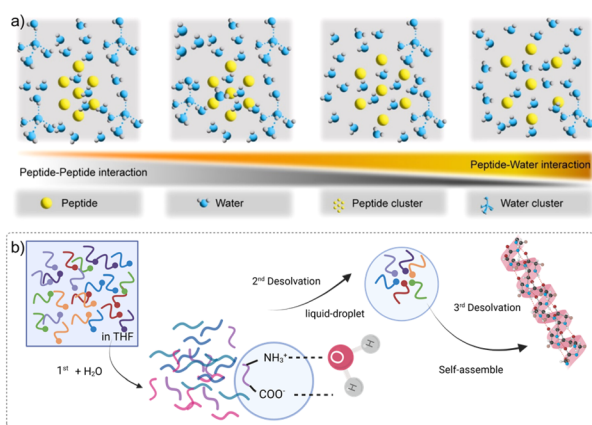 a)
Peptide-Water interaction
Peptide-Peptide interaction
Peptide
Water
Peptide cluster
Water cluster
b)
in THF
1st + H₂O
2nd Desolvation
liquid-droplet
3rd Desolvation
Self-assemble
NH₃⁺
COO⁻
O
H
H